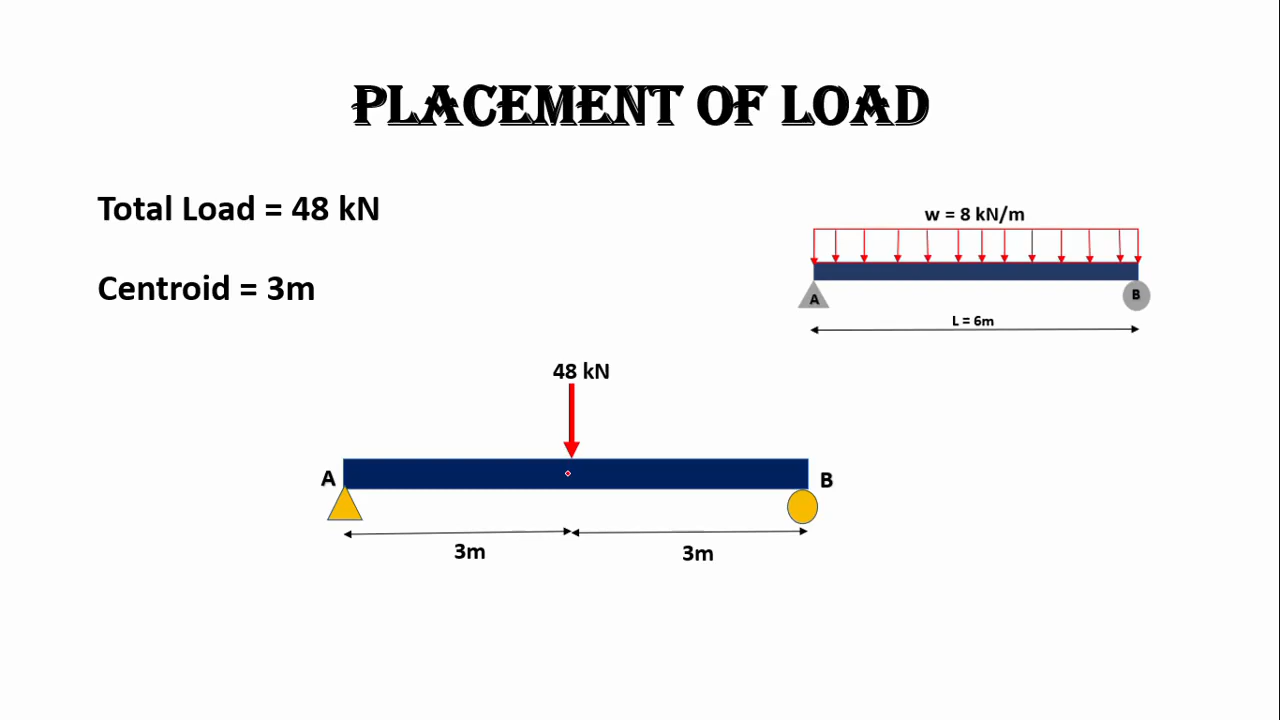 PLACEMENT OF LOAD
Total Load = 48 kN
Centroid = 3m
w = 8 kN/m
A
B
L = 6m
48 kN
A
B
3m
3m